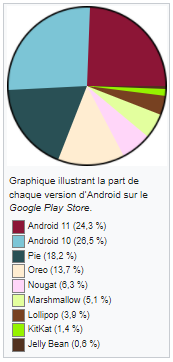 Graphique illustrant la part de
chaque version d'Android sur le
Google Play Store.
Android 11 (24,3 %)
Android 10 (26,5 %)
Pie (18,2 %)
Oreo (13,7 %)
Nougat (6,3 %)
Marshmallow (5,1 %)
Lollipop (3,9 %)
KitKat (1,4 %)
Jelly Bean (0,6 %)